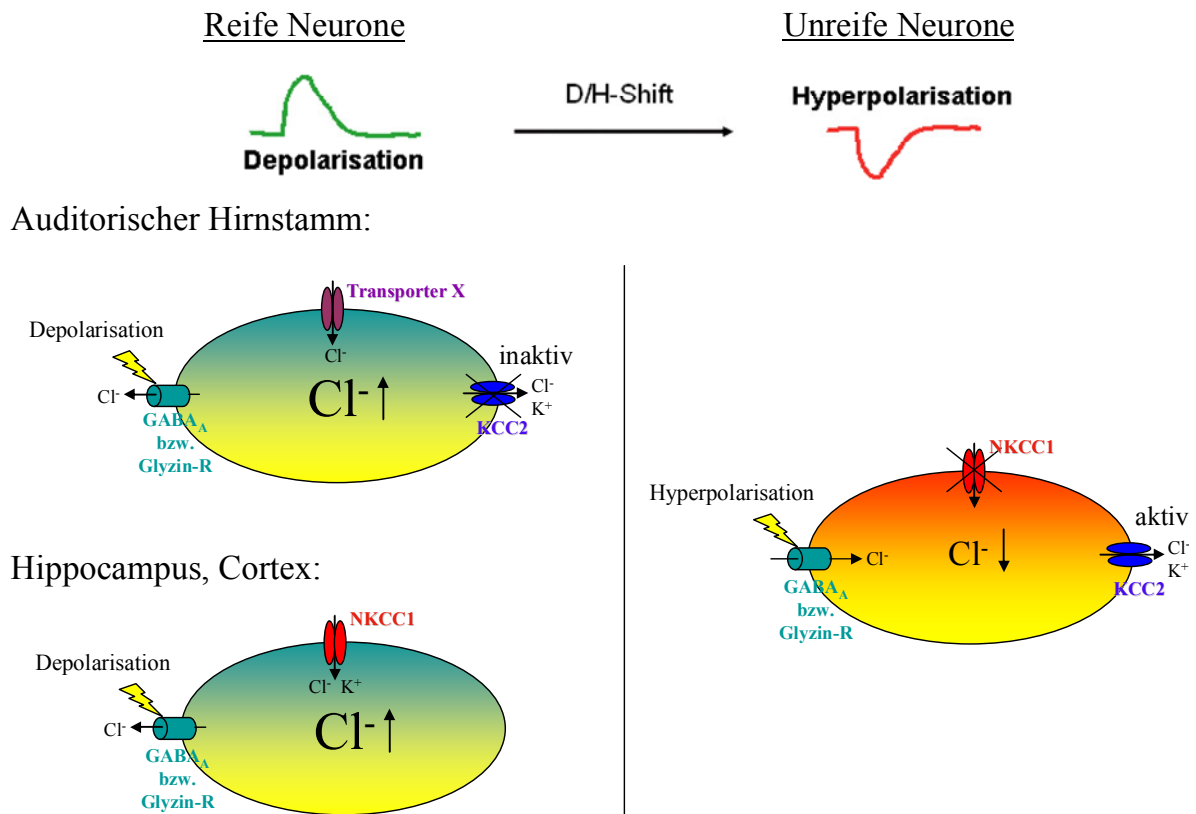 Reife Neurone
Unreife Neurone
Depolarisation
D/H-Shift
Hyperpolarisation
Auditorischer Hirnstamm:
Transporter X
Depolarisation
Cl-
Cl-
GABAA
bzw.
Glyzin-R
Cl-
inaktiv
Cl-
K+
KCC2
Hippocampus, Cortex:
NKCC1
Depolarisation
Cl- K+
Cl-
GABAA
bzw.
Glyzin-R
Cl-
NKCC1
Hyperpolarisation
Cl-
GABAA
bzw.
Glyzin-R
Cl-
aktiv
Cl-
K+
KCC2